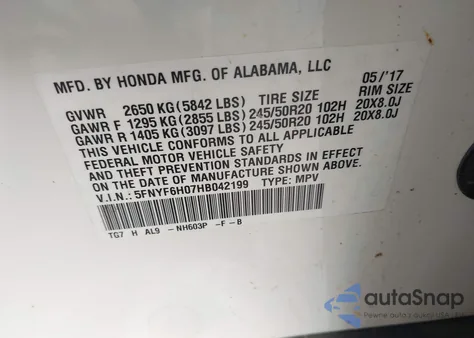 MFD. BY HONDA MFG. OF ALABAMA, LLC 05/'17
GVWR 2650 KG (5842 LBS) TIRE SIZE RIM SIZE
GAWR F 1295 KG (2855 LBS) 245/50R20 102H 20X8.0J
GAWR R 1405 KG (3097 LBS) 245/50R20 102H 20X8.0J
THIS VEHICLE CONFORMS TO ALL APPLICABLE
FEDERAL MOTOR VEHICLE SAFETY
AND THEFT PREVENTION STANDARDS IN EFFECT
ON THE DATE OF MANUFACTURE SHOWN ABOVE.
V.I.N.: 5FNYF6H07HB042199 TYPE: MPV
TG7 H AL9 -NH603P -F -B
autoSnap
Pewne auto z USA